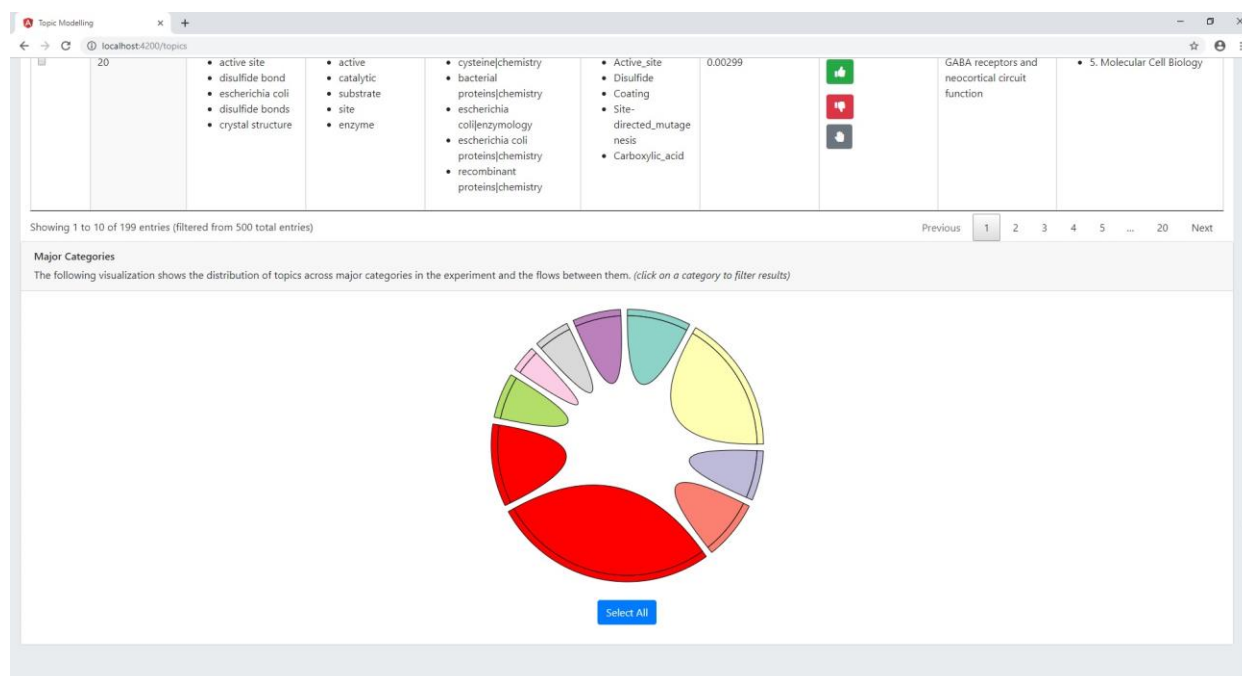 Topic Modelling
localhost:4200/topics
20
active site
disulfide bond
escherichia coli
disulfide bonds
crystal structure
active
catalytic
substrate
site
enzyme
cysteine|chemistry
bacterial
proteins|chemistry
escherichia
coli|enzymology
escherichia coli
proteins|chemistry
recombinant
proteins|chemistry
Active_site
Disulfide
Coating
Site-
directed_mutage
nesis
Carboxylic_acid
0.00299
GABA receptors and
neocortical circuit
function
5. Molecular Cell Biology
Showing 1 to 10 of 199 entries (filtered from 500 total entries)
Previous 1 2 3 4 5 ... 20 Next
Major Categories
The following visualization shows the distribution of topics across major categories in the experiment and the flows between them. (click on a category to filter results)
Select All